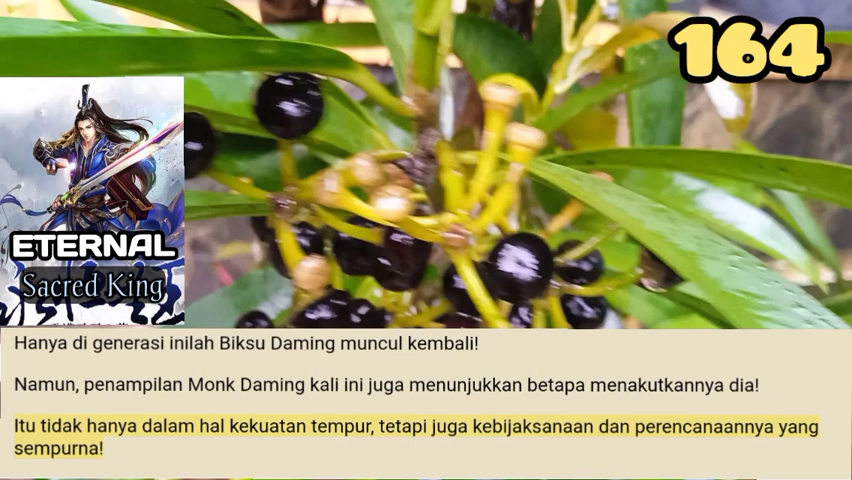 164
ETERNAL
Sacred King
Hanya di generasi inilah Biksu Daming muncul kembali!
Namun, penampilan Monk Daming kali ini juga menunjukkan betapa menakutkannya dia!
Itu tidak hanya dalam hal kekuatan tempur, tetapi juga kebijaksanaan dan perencanaannya yang
sempurna!